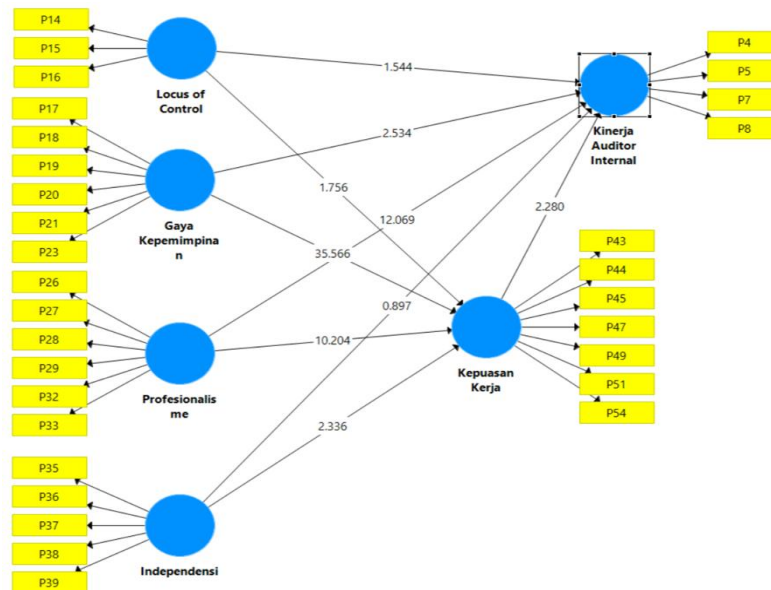 P14
P15
P16
Locus of
Control
P17
P18
P19
P20
P21
P23
Gaya
Kepemimpina
n
P26
P27
P28
P29
P32
P33
Profesionalis
me
P35
P36
P37
P38
P39
Independensi
1.544
2.534
1.756
12.069
35.566
0.897
10.204
2.336
2.280
Kinerja
Auditor
Internal
P4
P5
P7
P8
Kepuasan
Kerja
P43
P44
P45
P47
P49
P51
P54